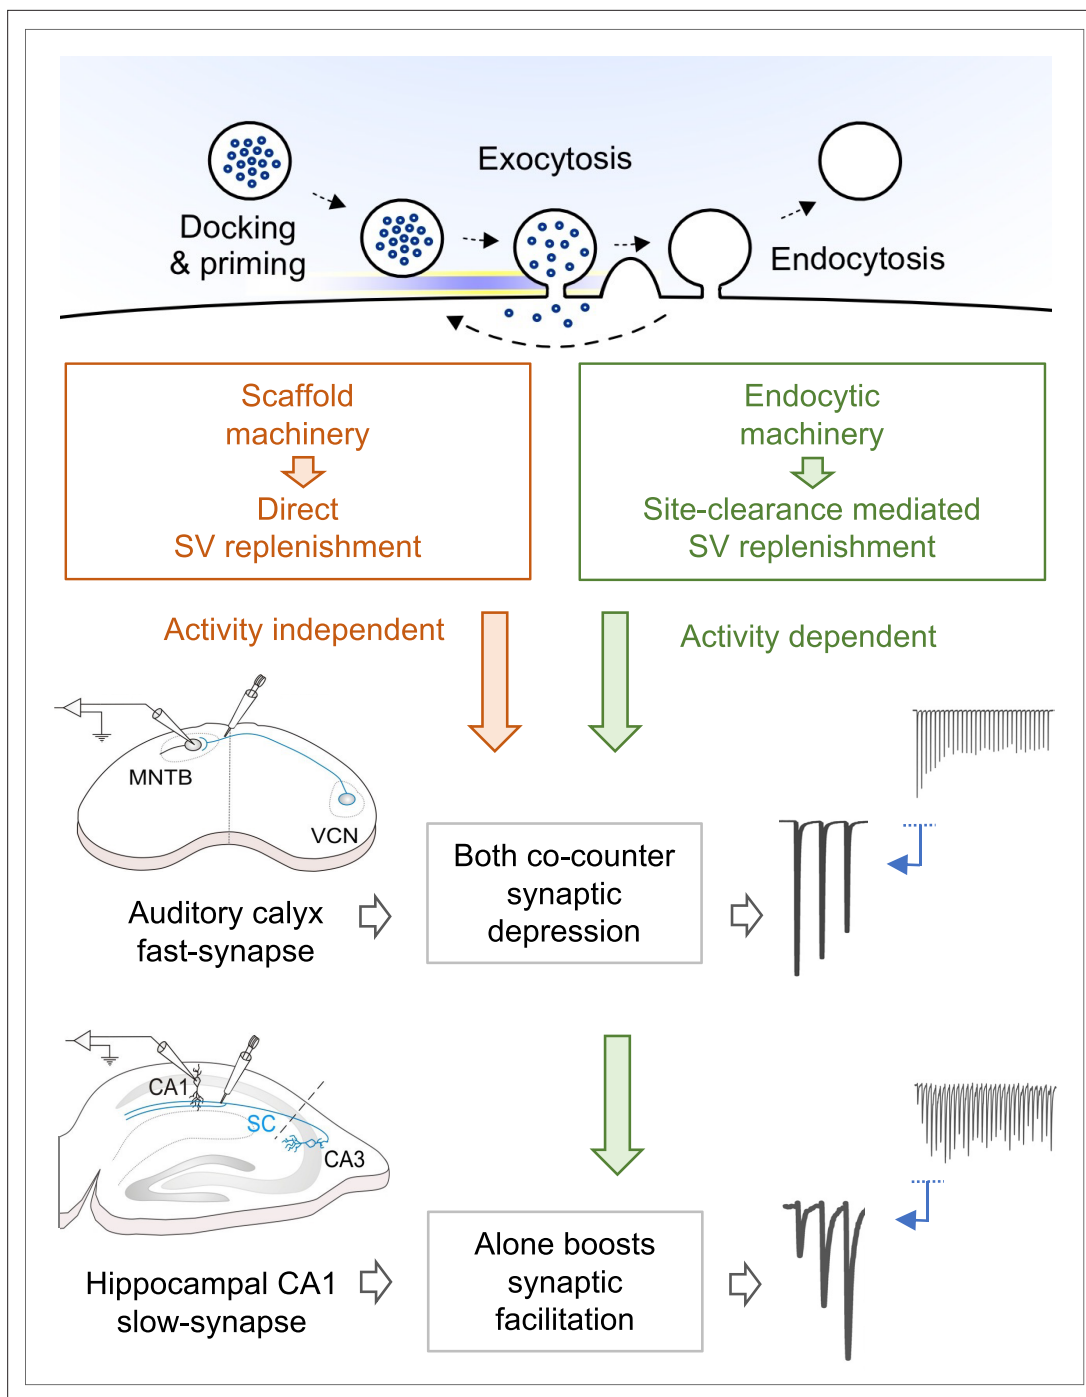 Exocytosis
Docking
& priming
Endocytosis
Scaffold
machinery
Direct
SV replenishment
Endocytic
machinery
Site-clearance mediated
SV replenishment
Activity independent
Activity dependent
MNTB
VCN
Auditory calyx
fast-synapse
Both co-counter
synaptic
depression
CA1
SC
CA3
Hippocampal CA1
slow-synapse
Alone boosts
synaptic
facilitation